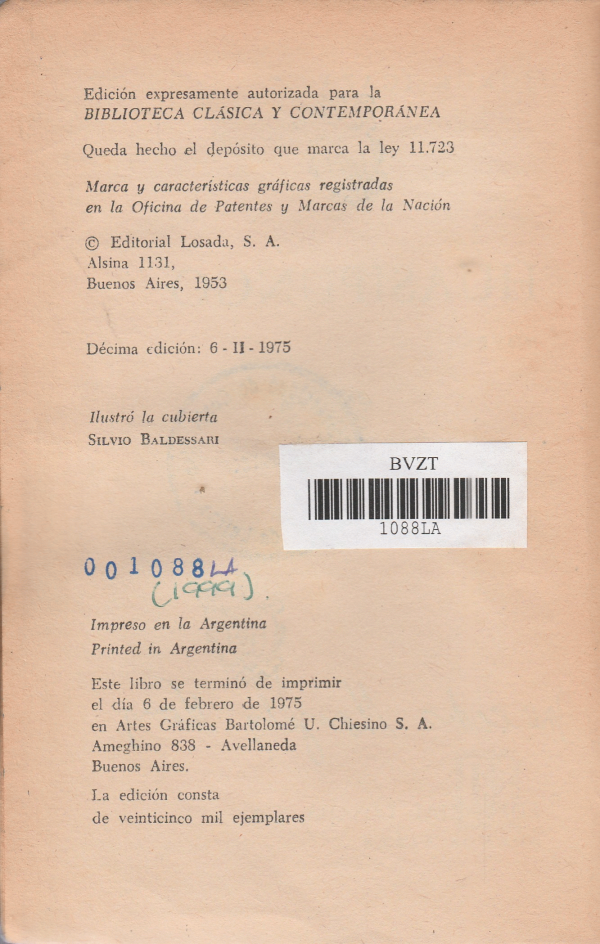 Edición expresamente autorizada para la
BIBLIOTECA CLÁSICA Y CONTEMPORÁNEA
Queda hecho el depósito que marca la ley 11.723
Marca y características gráficas registradas
en la Oficina de Patentes y Marcas de la Nación
© Editorial Losada, S. A.
Alsina 1131,
Buenos Aires, 1953
Décima edición: 6 - II - 1975
Ilustró la cubierta
SILVIO BALDESSARI
BVZT
1088LA
001088LA
(1999)
Impreso en la Argentina
Printed in Argentina
Este libro se terminó de imprimir
el día 6 de febrero de 1975
en Artes Gráficas Bartolomé U. Chiesino S. A.
Ameghino 838 - Avellaneda
Buenos Aires.
La edición consta
de veinticinco mil ejemplares